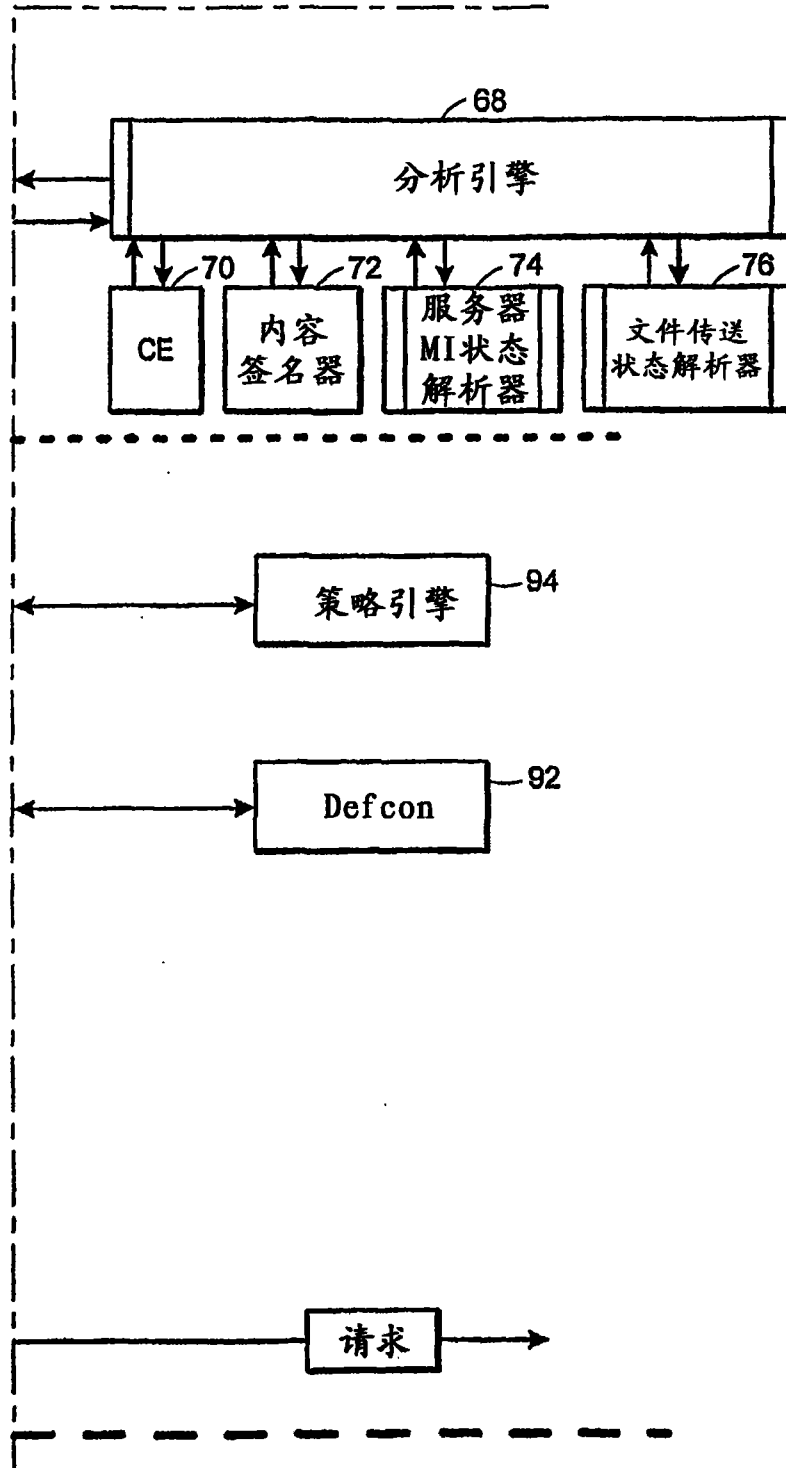 68
分析引擎
70
72
74
76
CE
内容
签名器
服务器
MI状态
解析器
文件传送
状态解析器
94
策略引擎
92
Defcon
请求